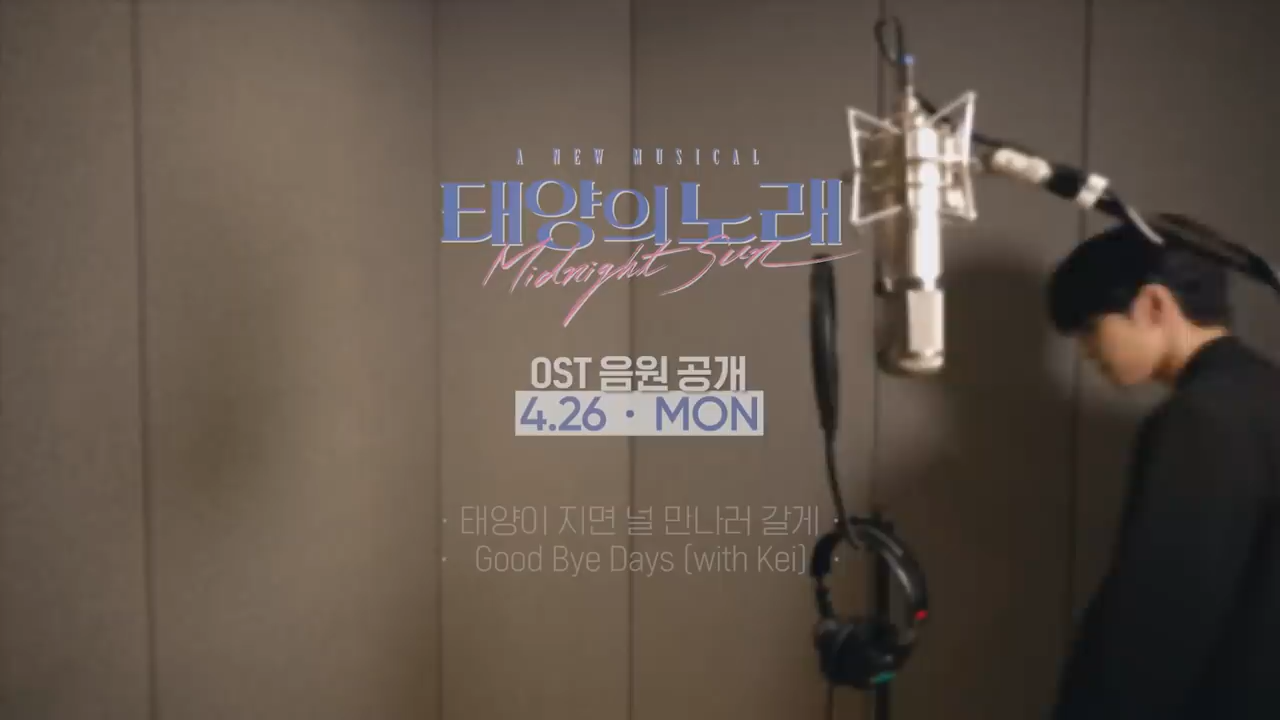 A NEW MUSICAL
태양의 노래
Midnight Sun
OST 음원 공개
4.26 · MON
· 태양이 지면 널 만나러 갈게 ·
· Good Bye Days (with Kei) ·